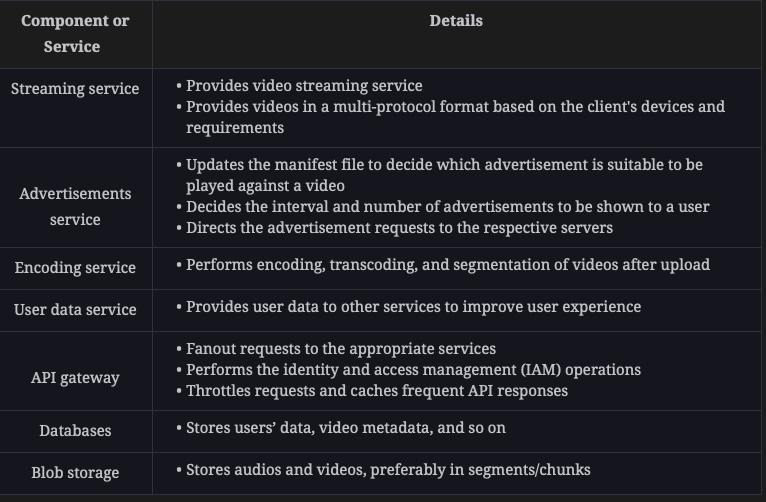 Component or
Service
Details
Streaming service
• Provides video streaming service
• Provides videos in a multi-protocol format based on the client's devices and
requirements
Advertisements
service
• Updates the manifest file to decide which advertisement is suitable to be
played against a video
• Decides the interval and number of advertisements to be shown to a user
• Directs the advertisement requests to the respective servers
Encoding service
• Performs encoding, transcoding, and segmentation of videos after upload
User data service
• Provides user data to other services to improve user experience
API gateway
• Fanout requests to the appropriate services
• Performs the identity and access management (IAM) operations
• Throttles requests and caches frequent API responses
Databases
• Stores users’ data, video metadata, and so on
Blob storage
• Stores audios and videos, preferably in segments/chunks